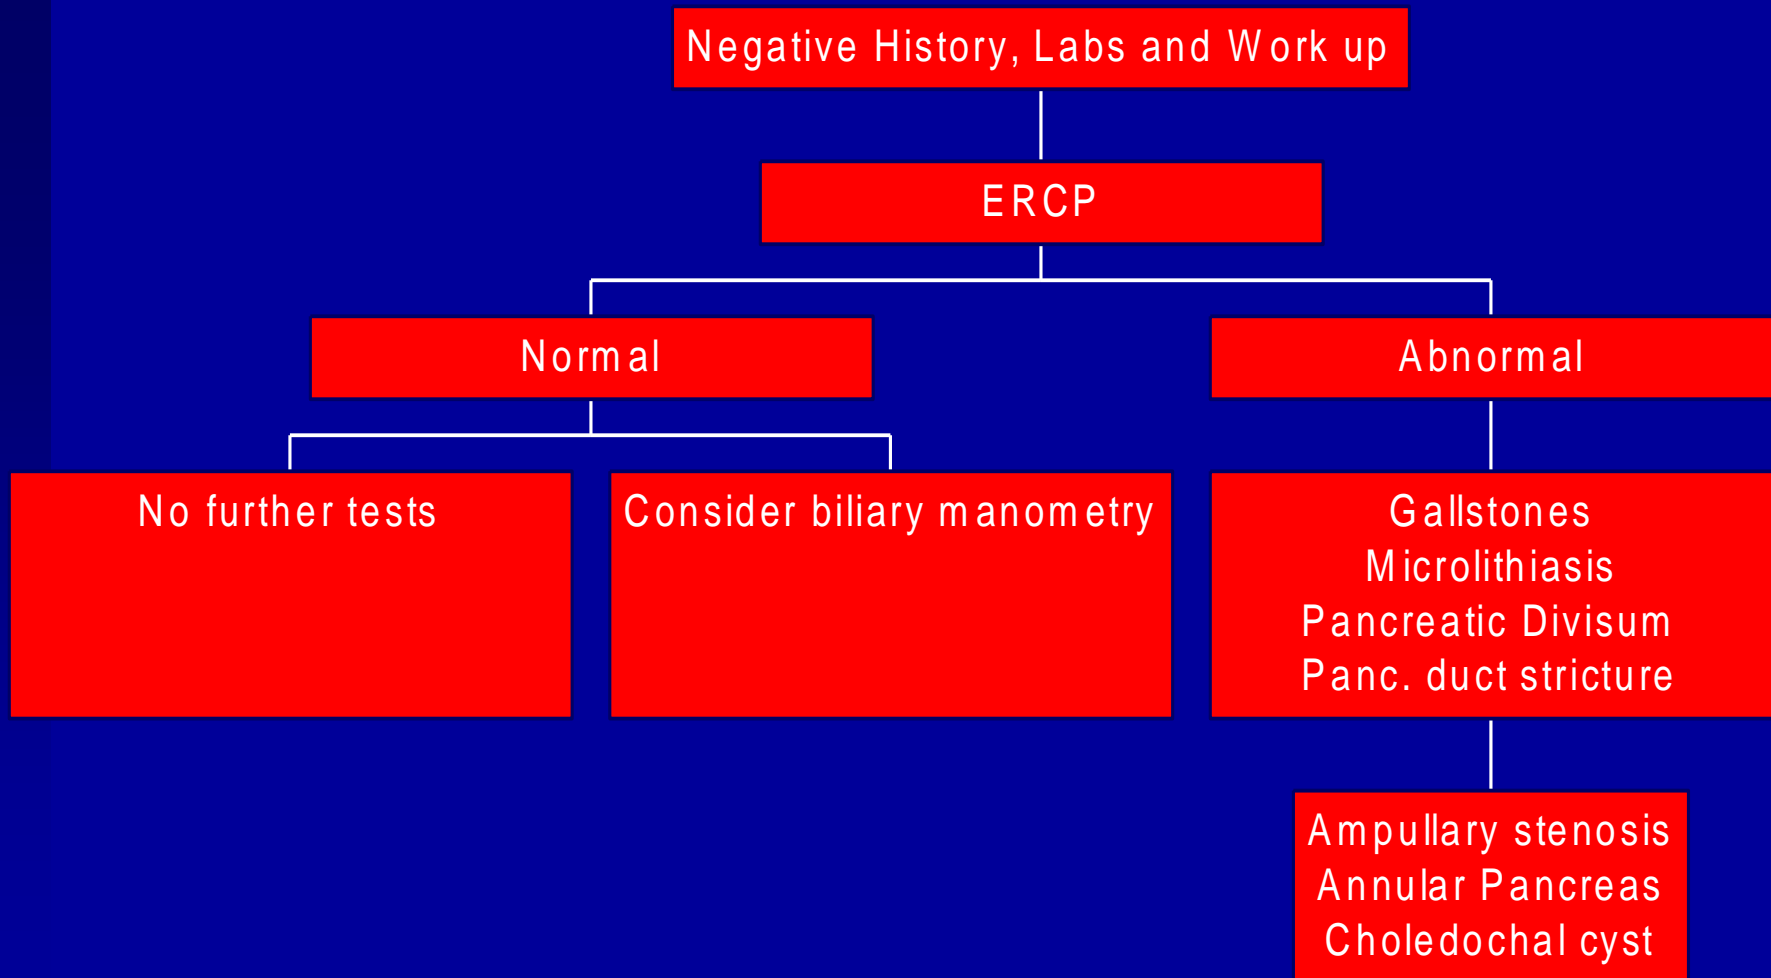 Negative History, Labs and Work up
ERCP
Normal
Abnormal
No further tests
Consider biliary manometry
Gallstones
Microlithiasis
Pancreatic Divisum
Panc. duct stricture
Ampullary stenosis
Annular Pancreas
Choledochal cyst